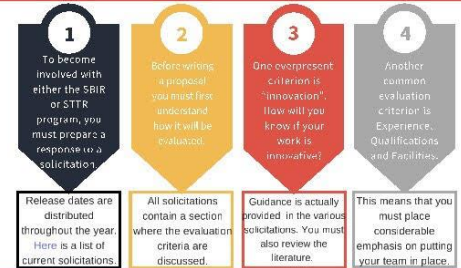 1
To become
involved with
either the SBIR
or STTR
program, you
must prepare a
response to a
solicitation.
Release dates are
distributed
throughout the year.
Here is a list of
current solicitations.
2
Before writing
a proposal
you must first
understand
how it will be
evaluated.
All solicitations
contain a section
where the evaluation
criteria are
discussed.
3
One everpresent
criterion is
"innovation".
How will you
know if your
work is
innovative?
Guidance is actually
provided in the various
solicitations. You must
also review the
literature.
4
Another
common
evaluation
criterion is
Experience,
Qualifications
and Facilities.
This means that you
must place
considerable
emphasis on putting
your team in place.